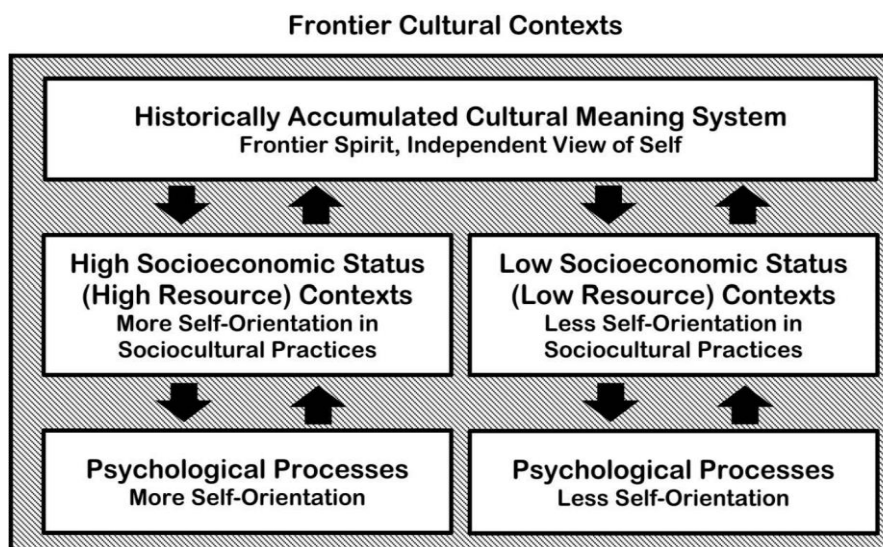 Frontier Cultural Contexts
Historically Accumulated Cultural Meaning System
Frontier Spirit, Independent View of Self
High Socioeconomic Status
(High Resource) Contexts
More Self-Orientation in
Sociocultural Practices
Low Socioeconomic Status
(Low Resource) Contexts
Less Self-Orientation in
Sociocultural Practices
Psychological Processes
More Self-Orientation
Psychological Processes
Less Self-Orientation